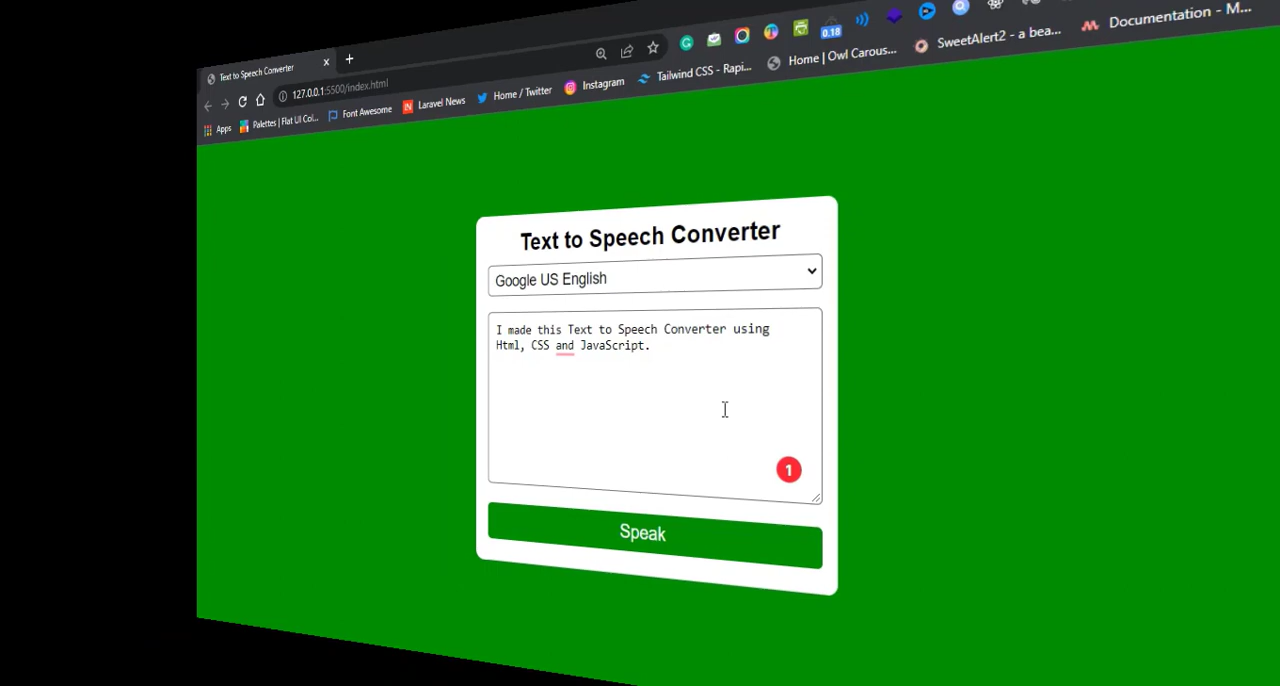 Text to Speech Converter
127.0.0.1:5500/index.html
0.18
Apps
Palettes | Flat UI Col...
Font Awesome
Laravel News
Home / Twitter
Instagram
Tailwind CSS - Rapi...
Home | Owl Carous...
SweetAlert2 - a bea...
Documentation - M...
Text to Speech Converter
Google US English
I made this Text to Speech Converter using
Html, CSS and JavaScript.
1
Speak